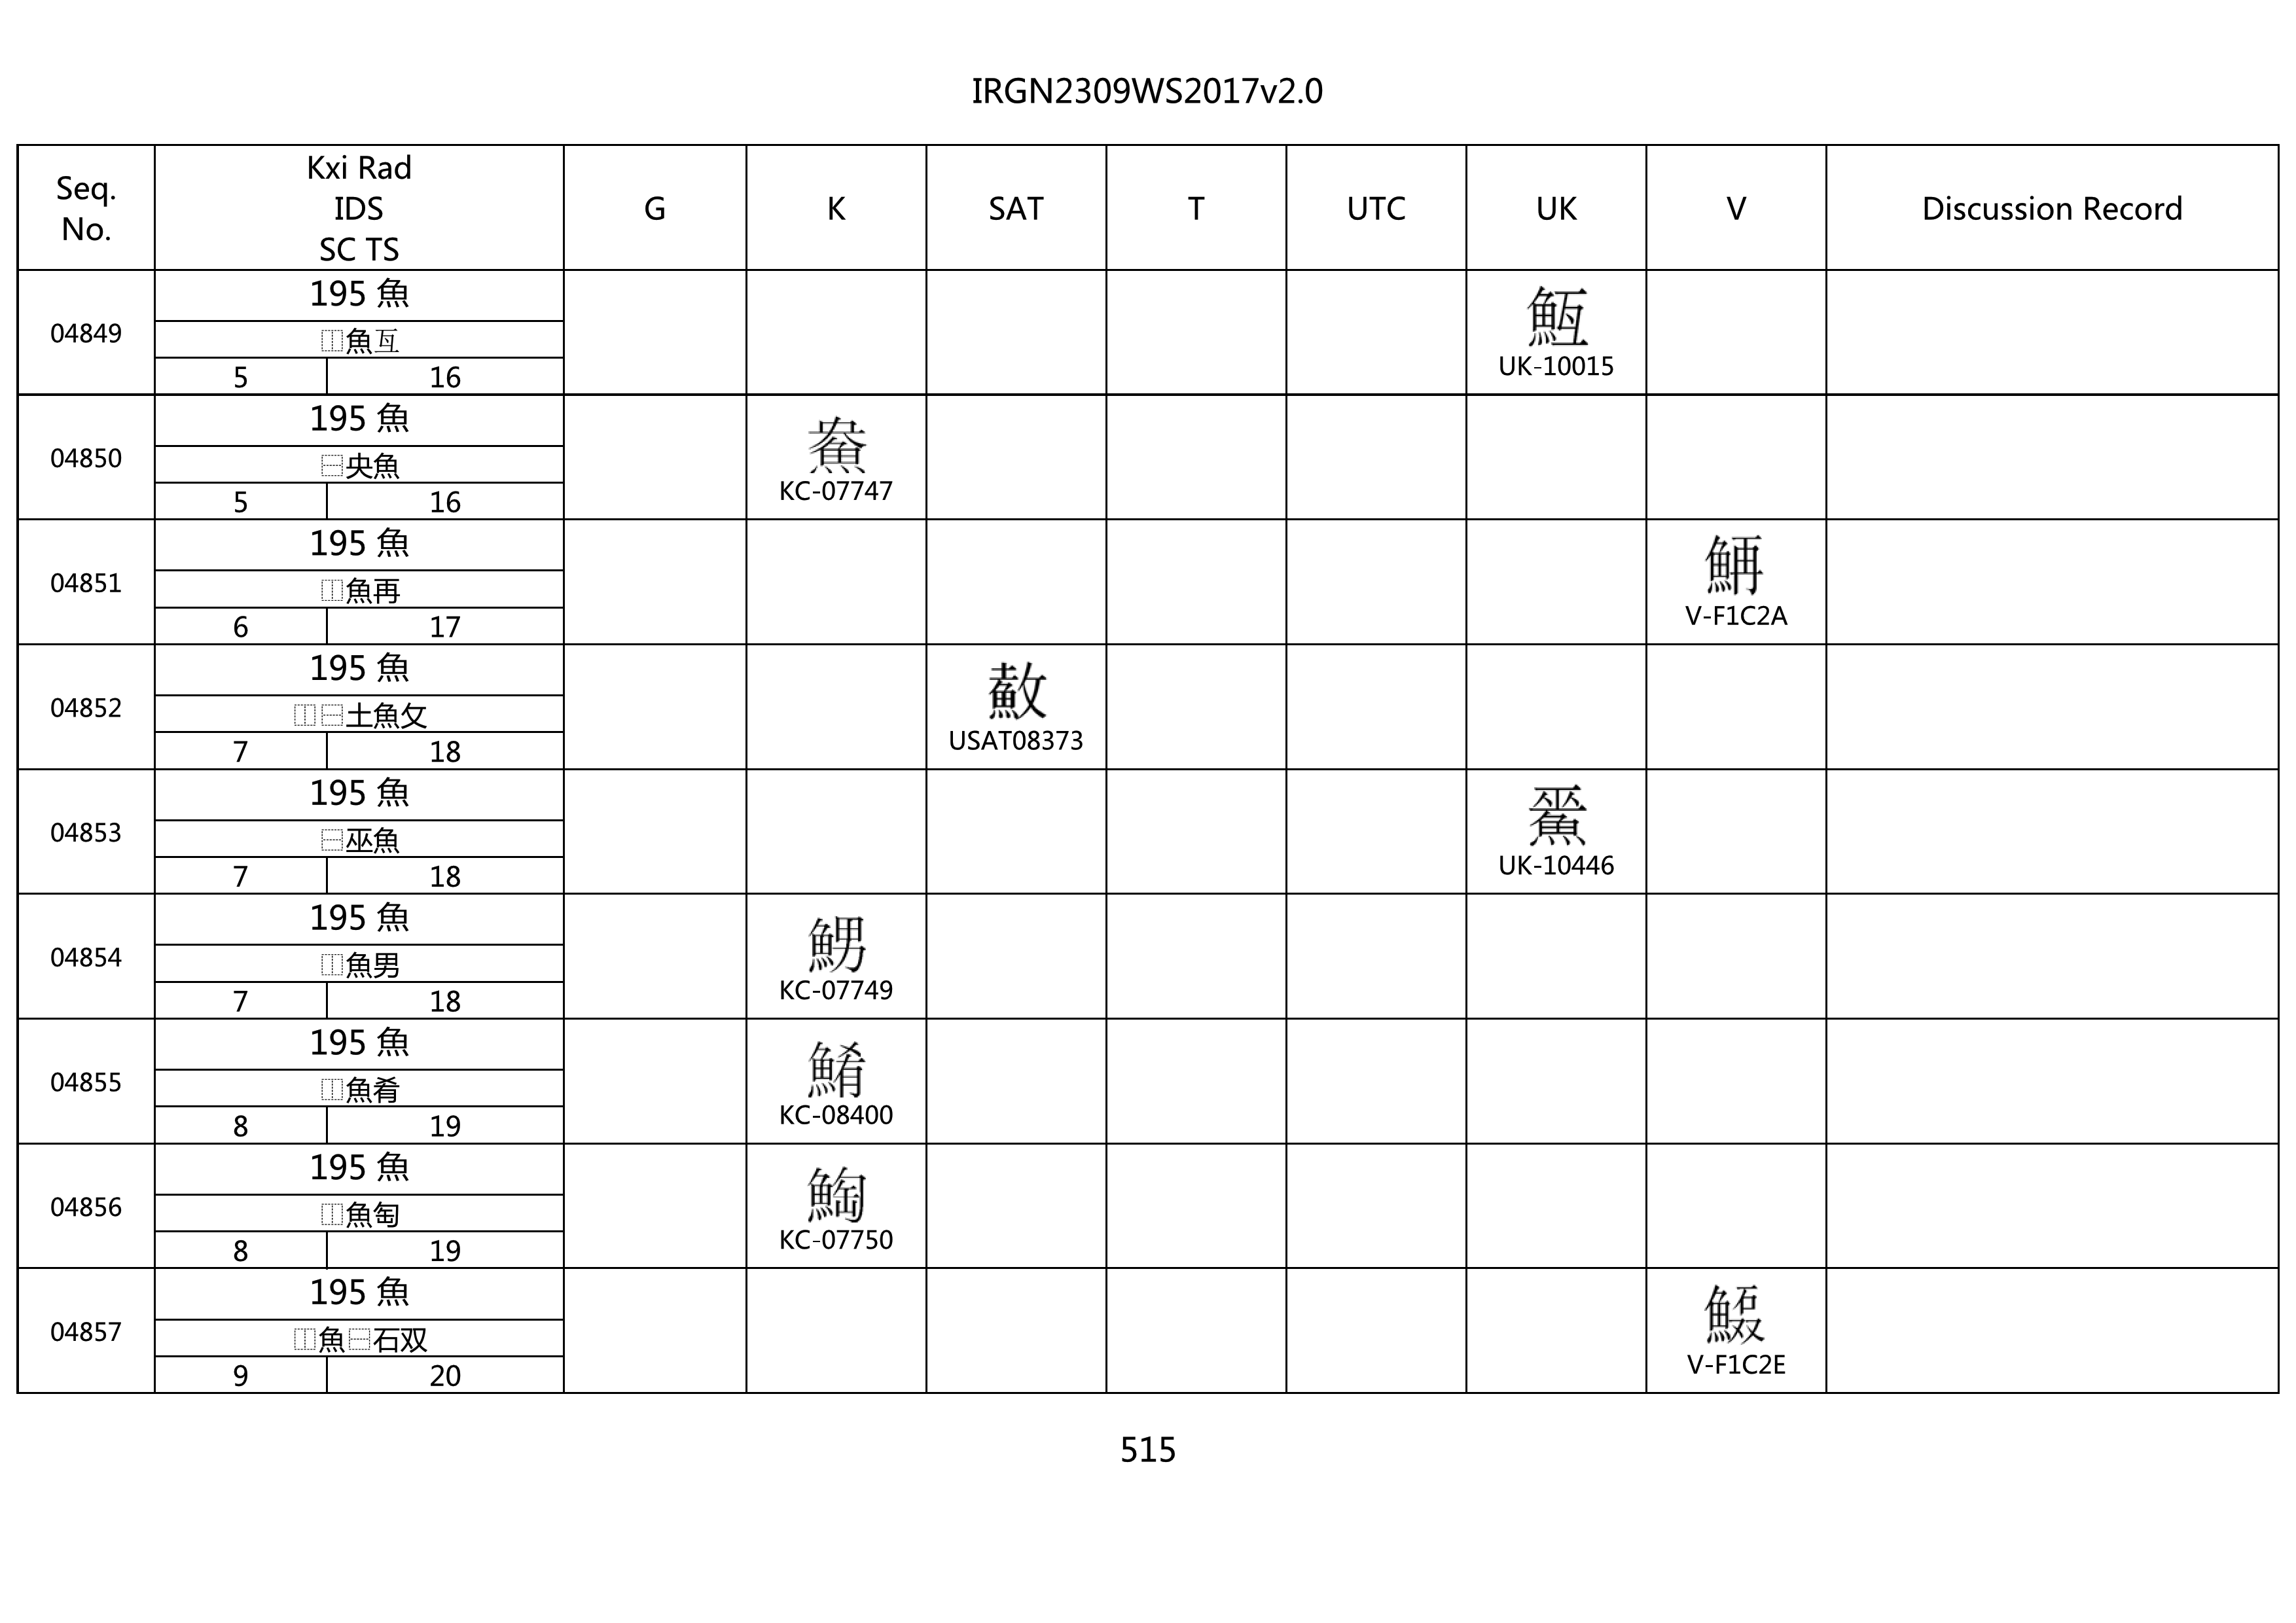 IRGN2309WS2017v2.0
Seq. No.
Kxi Rad
IDS
SC TS
G K SAT T UTC UK V Discussion Record
04849
195 魚
⿰魚㔾
5 16
UK-10015
04850
195 魚
⿱央魚
5 16
KC-07747
04851
195 魚
⿰魚再
6 17
V-F1C2A
04852
195 魚
⿰⿱土魚攵
7 18
USAT08373
04853
195 魚
⿱巫魚
7 18
UK-10446
04854
195 魚
⿰魚男
7 18
KC-07749
04855
195 魚
⿰魚肴
8 19
KC-08400
04856
195 魚
⿰魚匋
8 19
KC-07750
04857
195 魚
⿰魚⿱石双
9 20
V-F1C2E
515